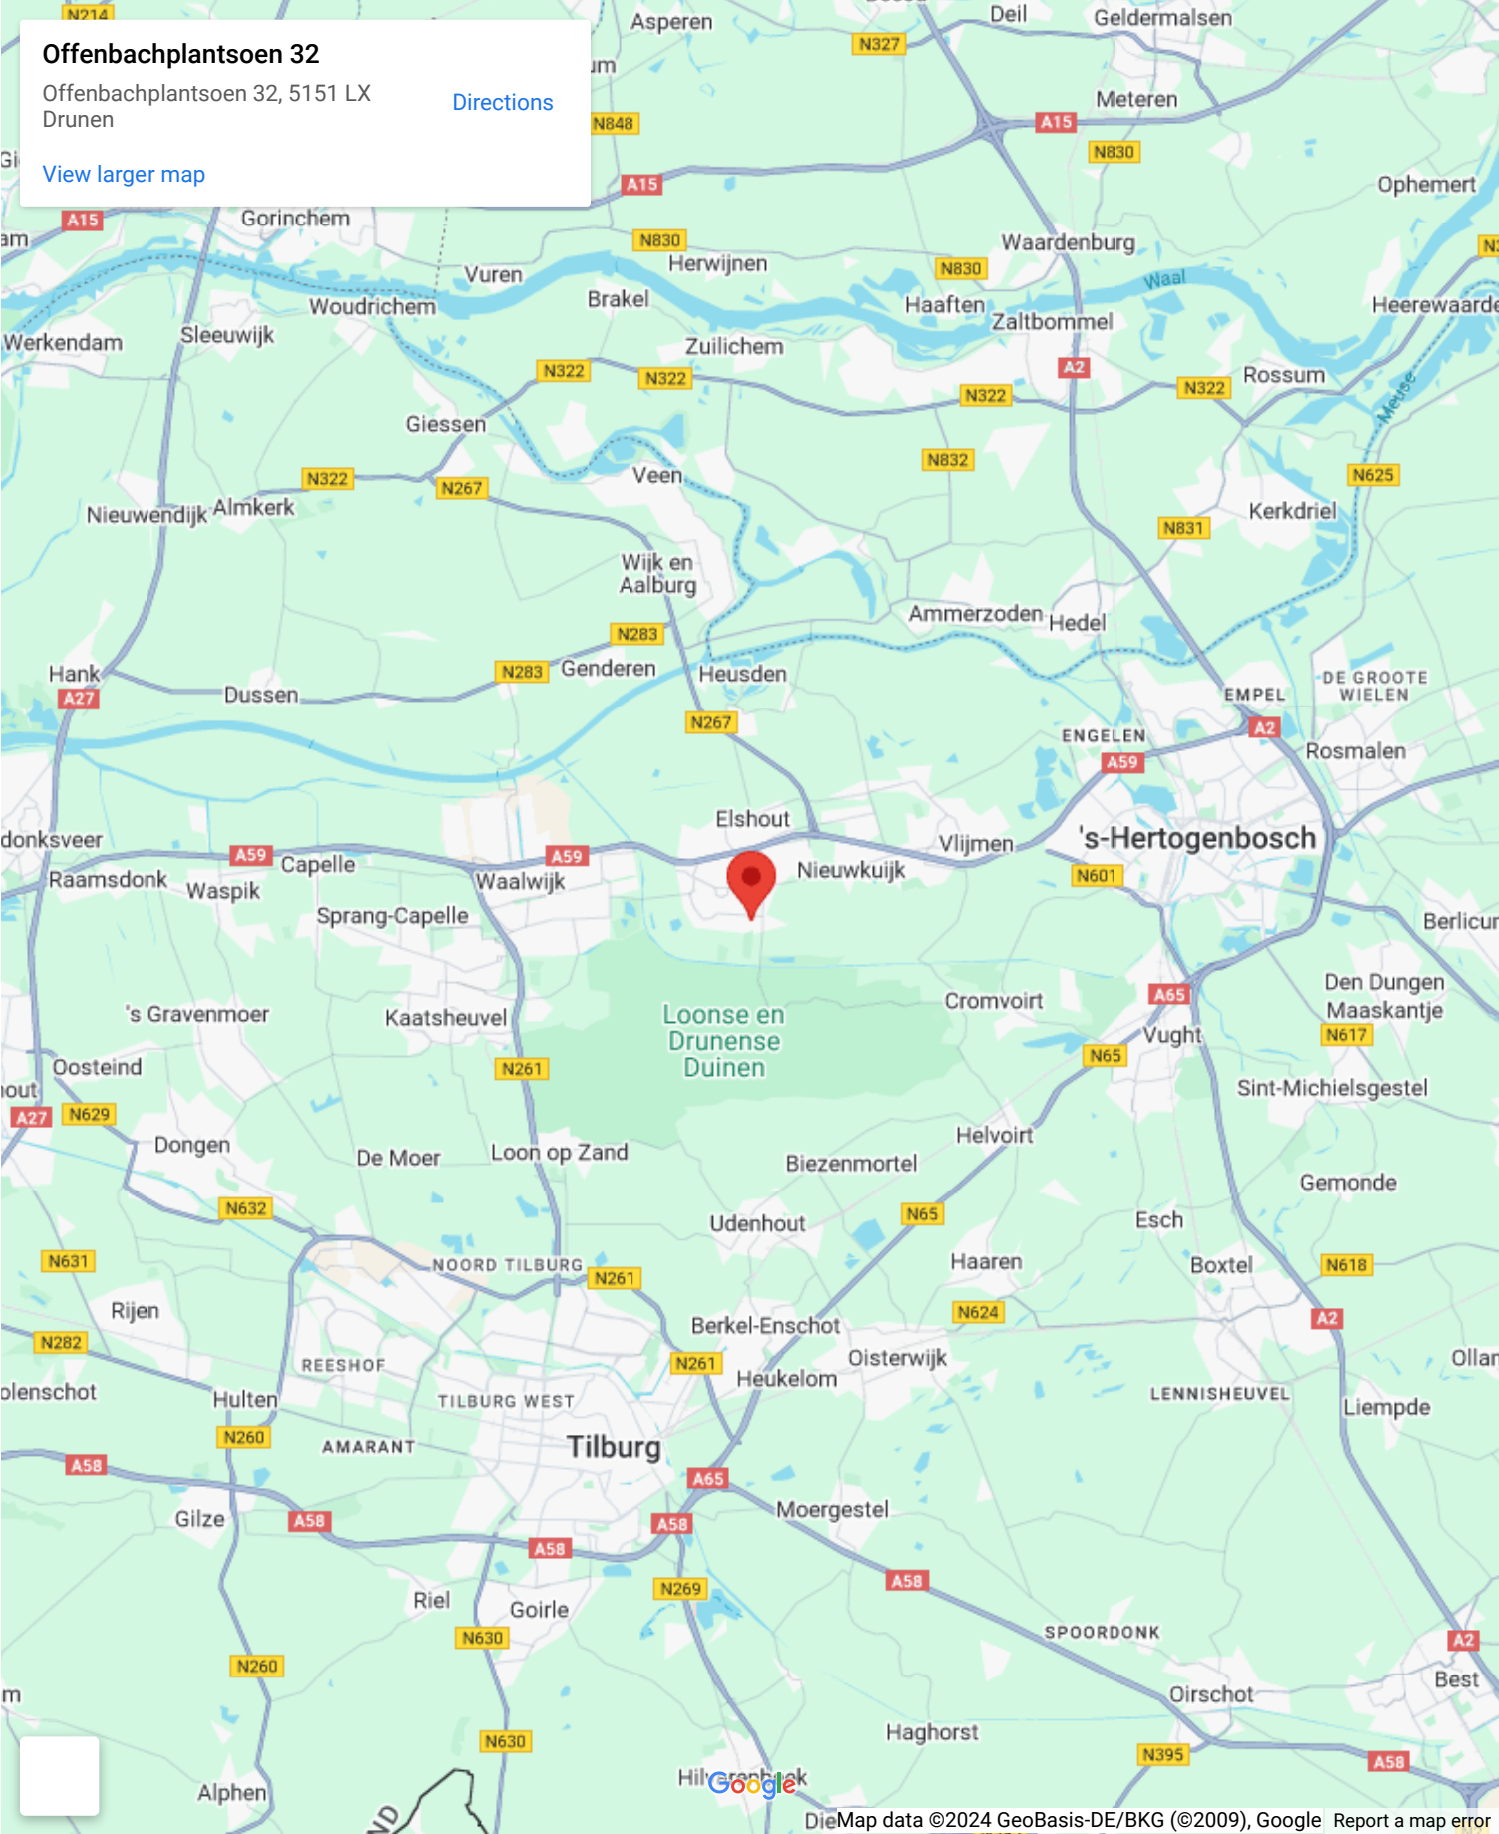 Offenbachplantsoen 32
Offenbachplantsoen 32, 5151 LX
Drunen
Directions
View larger map
N214
Asperen
Deil
Geldermalsen
N327
Meteren
N848
A15
N830
A15
Ophemert
A15
Gorinchem
N830
Waardenburg
Herwijnen
N830
Vuren
Waal
Brakel
Woudrichem
Haaften
Heerewaarde
Zaltbommel
Sleeuwijk
Werkendam
Zuilichem
N322
N322
A2
Rossum
N322
N322
Meuse
Giessen
N832
Veen
N625
N322
N267
Almkerk
Nieuwendijk
Kerkdriel
N831
Wijk en
Aalburg
Ammerzoden
Hedel
N283
Genderen
N283
Hank
Heusden
DE GROOTE
WIELEN
A27
Dussen
EMPEL
N267
A2
ENGELEN
Rosmalen
A59
Elshout
donksveer
Vlijmen
's-Hertogenbosch
A59
A59
Capelle
Nieuwkuijk
Raamsdonk
Waspik
Waalwijk
N601
Sprang-Capelle
Berlicur
Den Dungen
A65
Cromvoirt
's Gravenmoer
Kaatsheuvel
Loonse en
Drunense
Duinen
Maaskantje
N617
Vught
N65
Oosteind
N261
Sint-Michielsgestel
A27
N629
Dongen
Helvoirt
De Moer
Loon op Zand
Biezenmortel
Gemonde
N632
N65
Udenhout
Esch
N631
Haaren
Boxtel
N618
NOORD TILBURG
N261
Rijen
N624
A2
Berkel-Enschot
N282
REESHOF
N261
Oisterwijk
Heukelom
Hulten
TILBURG WEST
LENNISHEUVEL
Liempde
N260
AMARANT
Tilburg
A58
A65
Moergestel
Gilze
A58
A58
A58
A58
N269
Riel
Goirle
N630
SPOORDONK
A2
N260
Best
Oirschot
Haghorst
N630
N395
A58
Alphen
Google
Map data ©2024 GeoBasis-DE/BKG (©2009), Google
Report a map error